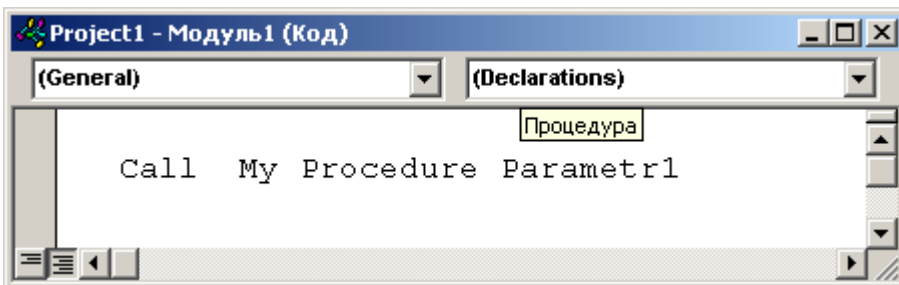 Project1 - Модуль1 (Код)
(General) (Declarations)
Процедура
Call My Procedure Parametr1